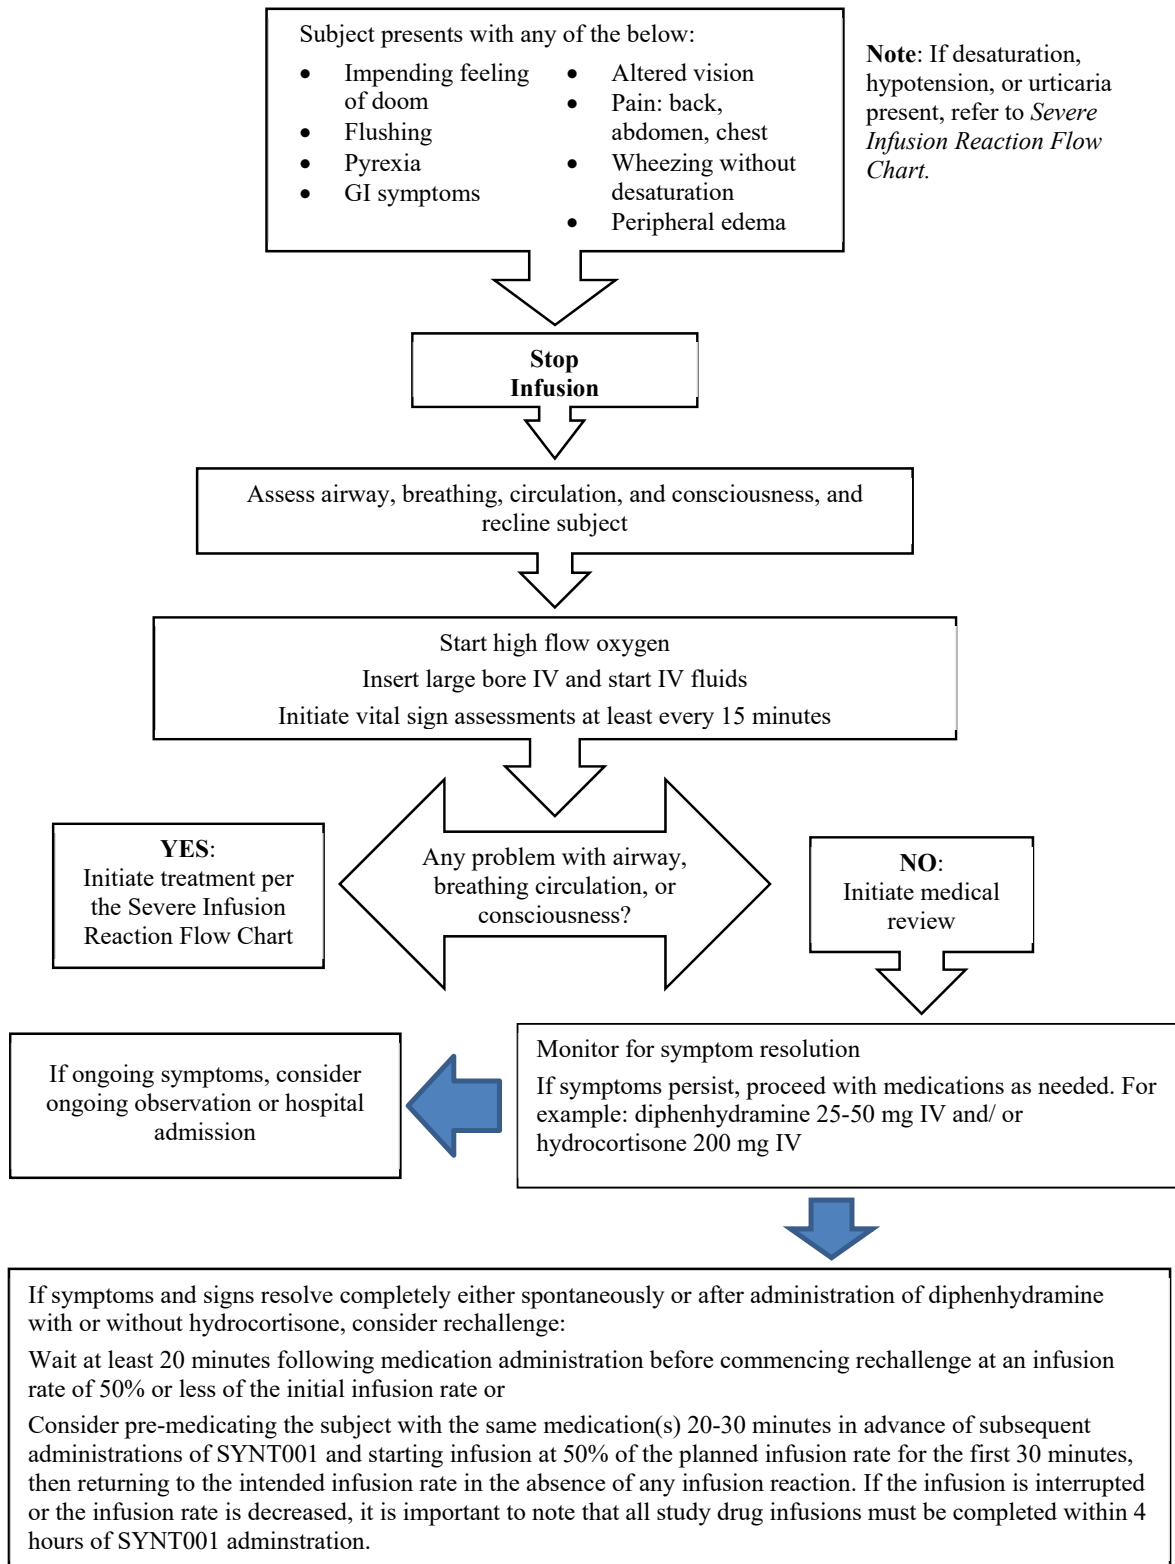 Subject presents with any of the below:
• Impending feeling
of doom
• Flushing
• Pyrexia
• GI symptoms
• Altered vision
• Pain: back,
abdomen, chest
• Wheezing without
desaturation
• Peripheral edema
Note: If desaturation,
hypotension, or urticaria
present, refer to Severe
Infusion Reaction Flow
Chart.
Stop
Infusion
Assess airway, breathing, circulation, and consciousness, and
recline subject
Start high flow oxygen
Insert large bore IV and start IV fluids
Initiate vital sign assessments at least every 15 minutes
YES:
Initiate treatment per
the Severe Infusion
Reaction Flow Chart
Any problem with airway,
breathing circulation, or
consciousness?
NO:
Initiate medical
review
If ongoing symptoms, consider
ongoing observation or hospital
admission
Monitor for symptom resolution
If symptoms persist, proceed with medications as needed. For
example: diphenhydramine 25-50 mg IV and/ or
hydrocortisone 200 mg IV
If symptoms and signs resolve completely either spontaneously or after administration of diphenhydramine
with or without hydrocortisone, consider rechallenge:
Wait at least 20 minutes following medication administration before commencing rechallenge at an infusion
rate of 50% or less of the initial infusion rate or
Consider pre-medicating the subject with the same medication(s) 20-30 minutes in advance of subsequent
administrations of SYNT001 and starting infusion at 50% of the planned infusion rate for the first 30 minutes,
then returning to the intended infusion rate in the absence of any infusion reaction. If the infusion is interrupted
or the infusion rate is decreased, it is important to note that all study drug infusions must be completed within 4
hours of SYNT001 adminstration.